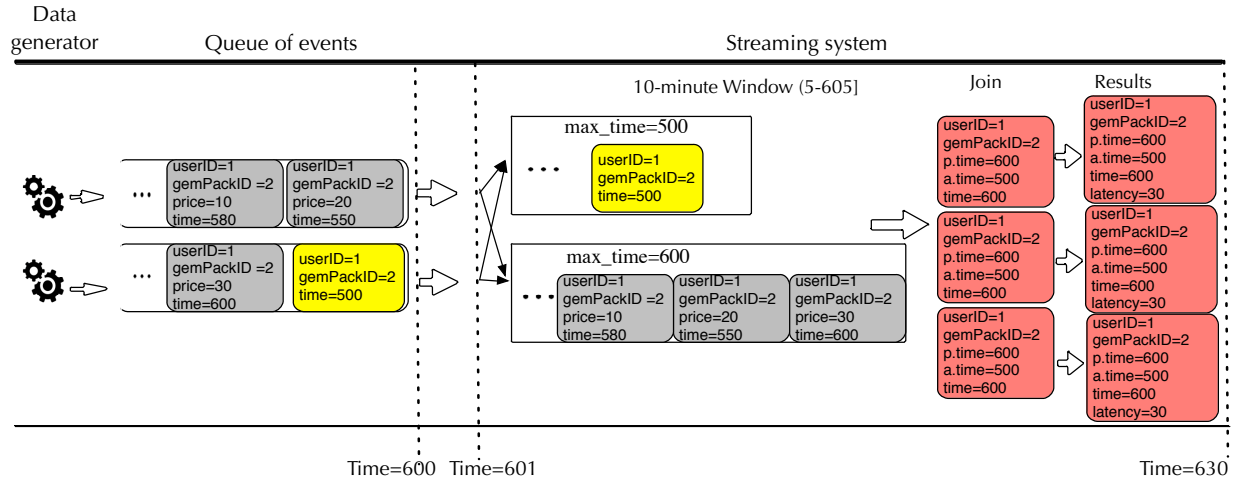 Data
generator
Queue of events
Streaming system
10-minute Window (5-605]
Join
Results
...
userID=1
gemPackID =2
price=10
time=580
userID=1
gemPackID =2
price=20
time=550
...
userID=1
gemPackID =2
price=30
time=600
userID=1
gemPackID=2
time=500
max_time=500
...
userID=1
gemPackID=2
time=500
max_time=600
...
userID=1
gemPackID =2
price=10
time=580
userID=1
gemPackID=2
price=20
time=550
userID=1
gemPackID=2
price=30
time=600
userID=1
gemPackID=2
p.time=600
a.time=500
time=600
userID=1
gemPackID=2
p.time=600
a.time=500
time=600
latency=30
userID=1
gemPackID=2
p.time=600
a.time=500
time=600
userID=1
gemPackID=2
p.time=600
a.time=500
time=600
latency=30
userID=1
gemPackID=2
p.time=600
a.time=500
time=600
userID=1
gemPackID=2
p.time=600
a.time=500
time=600
latency=30
Time=600
Time=601
Time=630